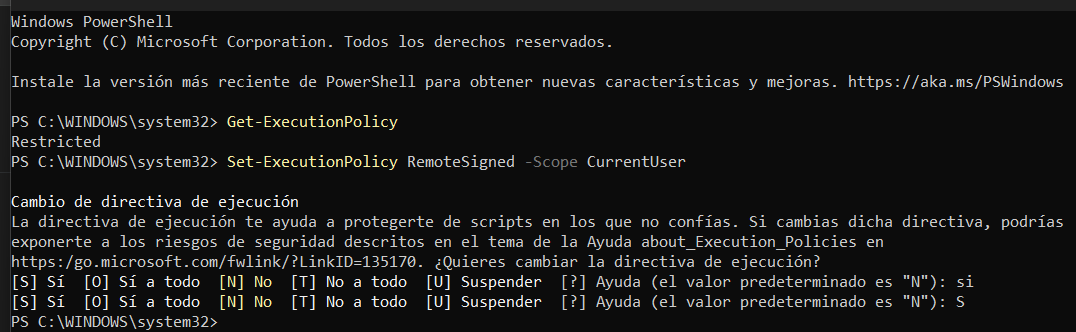 Windows PowerShell
Copyright (C) Microsoft Corporation. Todos los derechos reservados.
Instale la versión más reciente de PowerShell para obtener nuevas características y mejoras. https://aka.ms/PSWindows
PS C:\WINDOWS\system32> Get-ExecutionPolicy
Restricted
PS C:\WINDOWS\system32> Set-ExecutionPolicy RemoteSigned -Scope CurrentUser
Cambio de directiva de ejecución
La directiva de ejecución te ayuda a protegerte de scripts en los que no confías. Si cambias dicha directiva, podrías
exponerte a los riesgos de seguridad descritos en el tema de la Ayuda about_Execution_Policies en
https:/go.microsoft.com/fwlink/?LinkID=135170. ¿Quieres cambiar la directiva de ejecución?
[S] Sí  [O] Sí a todo  [N] No  [T] No a todo  [U] Suspender  [?] Ayuda (el valor predeterminado es "N"): si
[S] Sí  [O] Sí a todo  [N] No  [T] No a todo  [U] Suspender  [?] Ayuda (el valor predeterminado es "N"): S
PS C:\WINDOWS\system32>